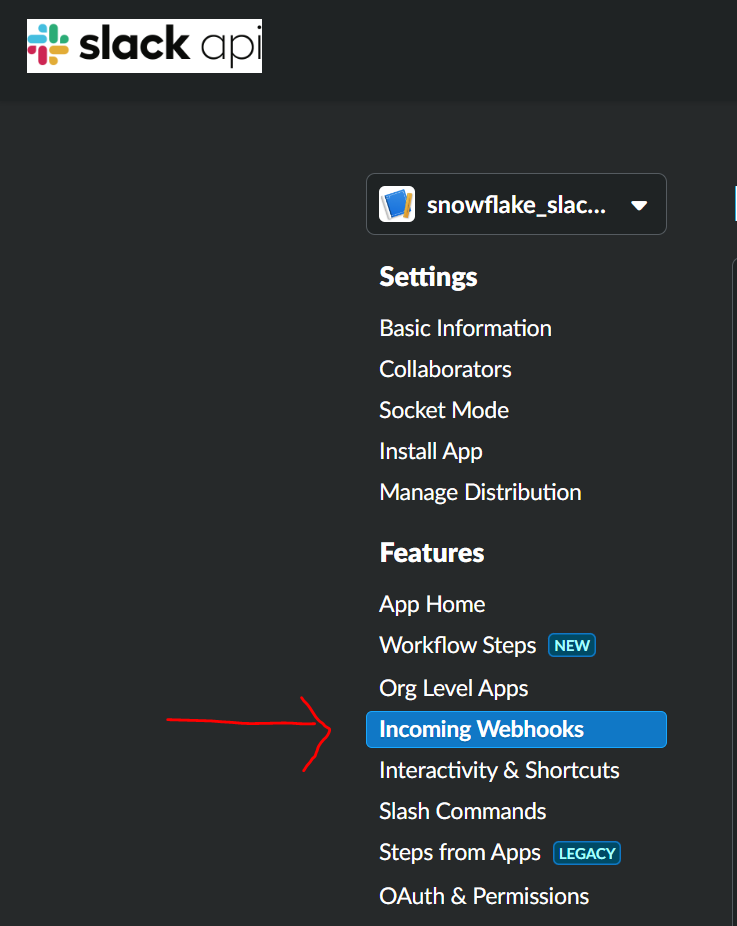 slack api
snowflake_slac...
Settings
Basic Information
Collaborators
Socket Mode
Install App
Manage Distribution
Features
App Home
Workflow Steps NEW
Org Level Apps
Incoming Webhooks
Interactivity & Shortcuts
Slash Commands
Steps from Apps LEGACY
OAuth & Permissions